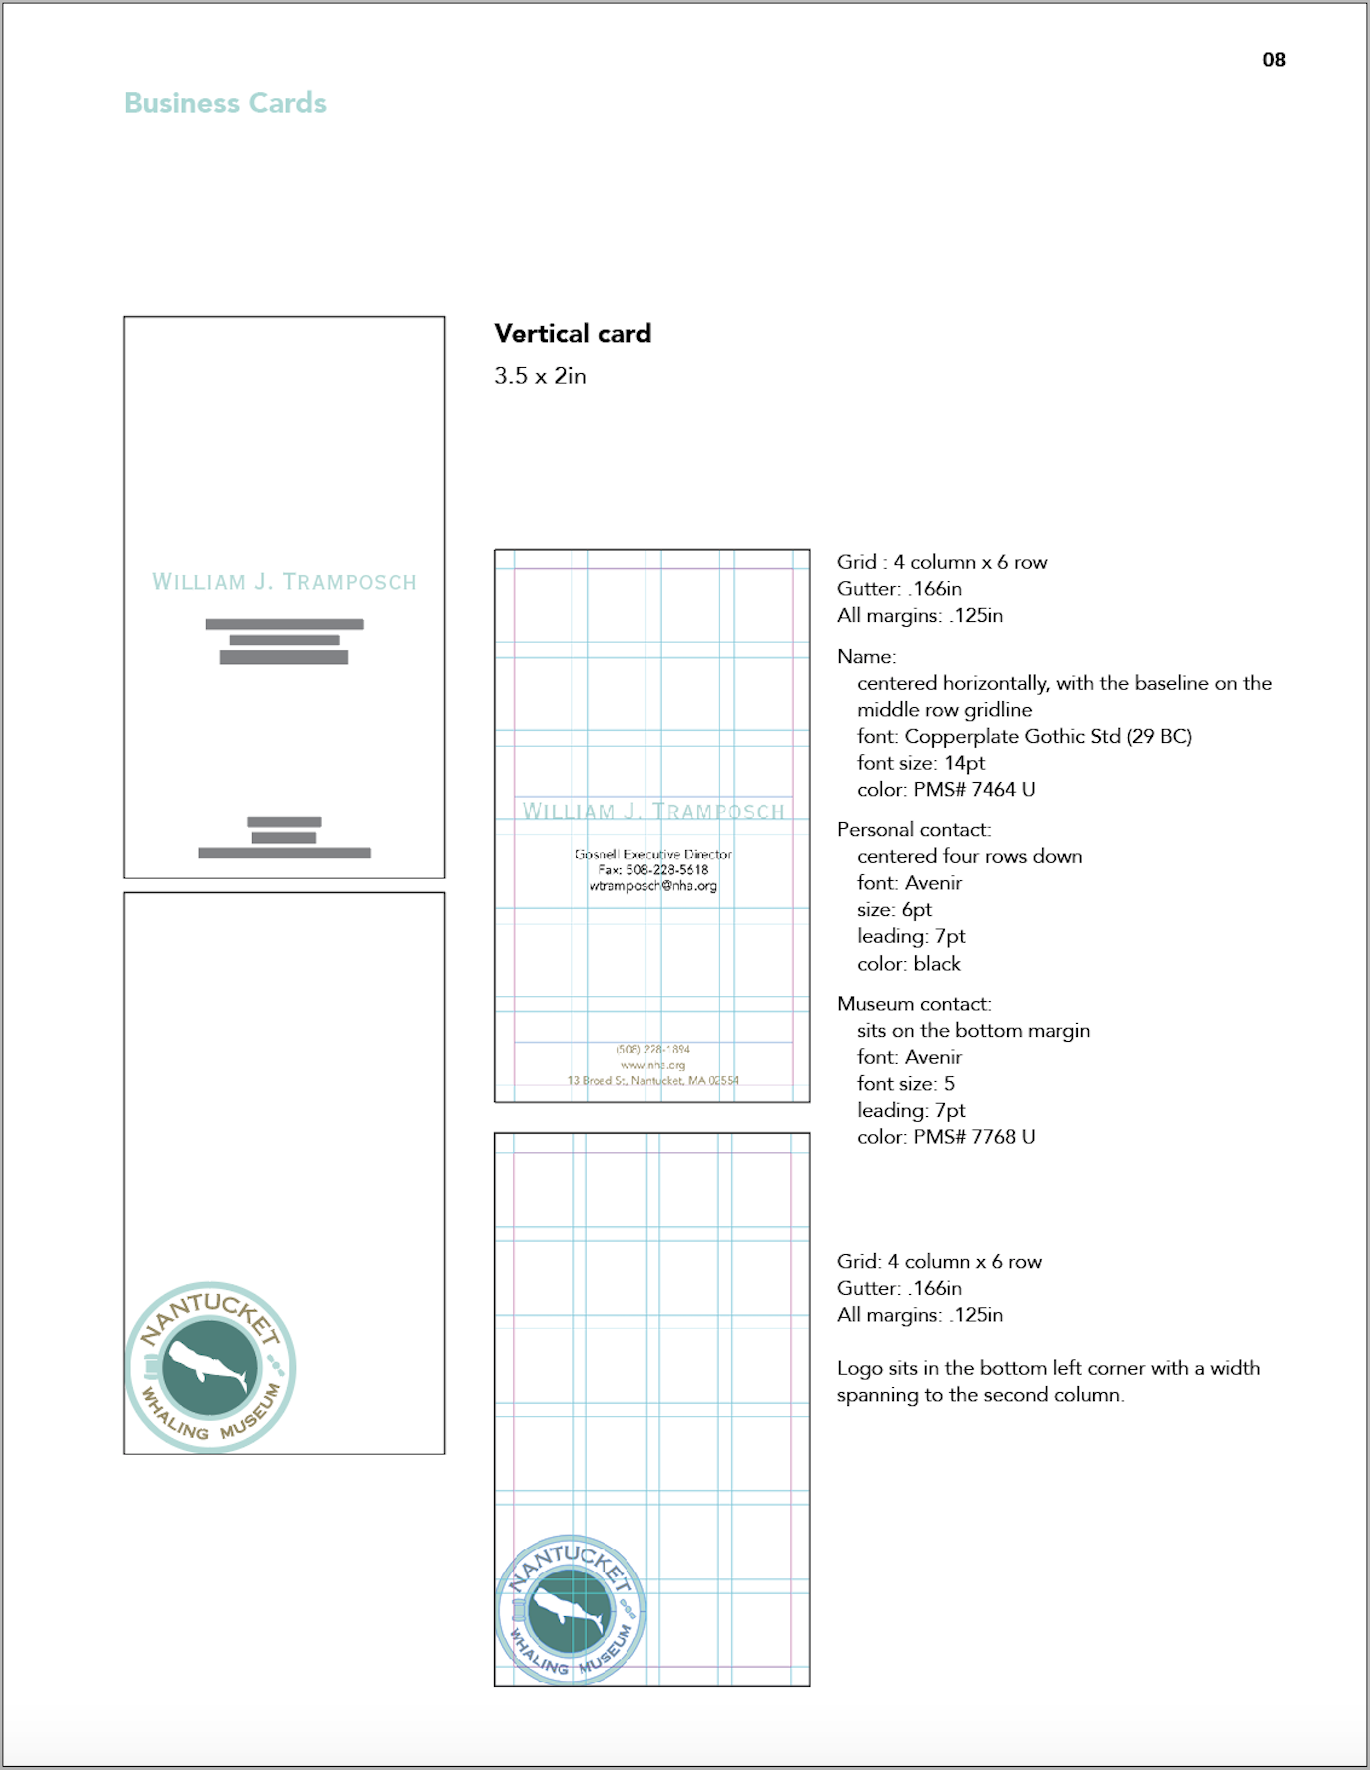 08
Business Cards
WILLIAM J. TRAMPOSCH
NANTUCKET
WHALING MUSEUM
Vertical card
3.5 x 2in
WILLIAM J. TRAMPOSCH
Gosnell Executive Director
Fax: 508-228-5618
wtramposch@nha.org
(508) 228-1894
www.nha.org
13 Broad St, Nantucket, MA 02554
Grid : 4 column x 6 row
Gutter: .166in
All margins: .125in
Name:
centered horizontally, with the baseline on the
middle row gridline
font: Copperplate Gothic Std (29 BC)
font size: 14pt
color: PMS# 7464 U
Personal contact:
centered four rows down
font: Avenir
size: 6pt
leading: 7pt
color: black
Museum contact:
sits on the bottom margin
font: Avenir
font size: 5
leading: 7pt
color: PMS# 7768 U
NANTUCKET
WHALING MUSEUM
Grid: 4 column x 6 row
Gutter: .166in
All margins: .125in
Logo sits in the bottom left corner with a width
spanning to the second column.